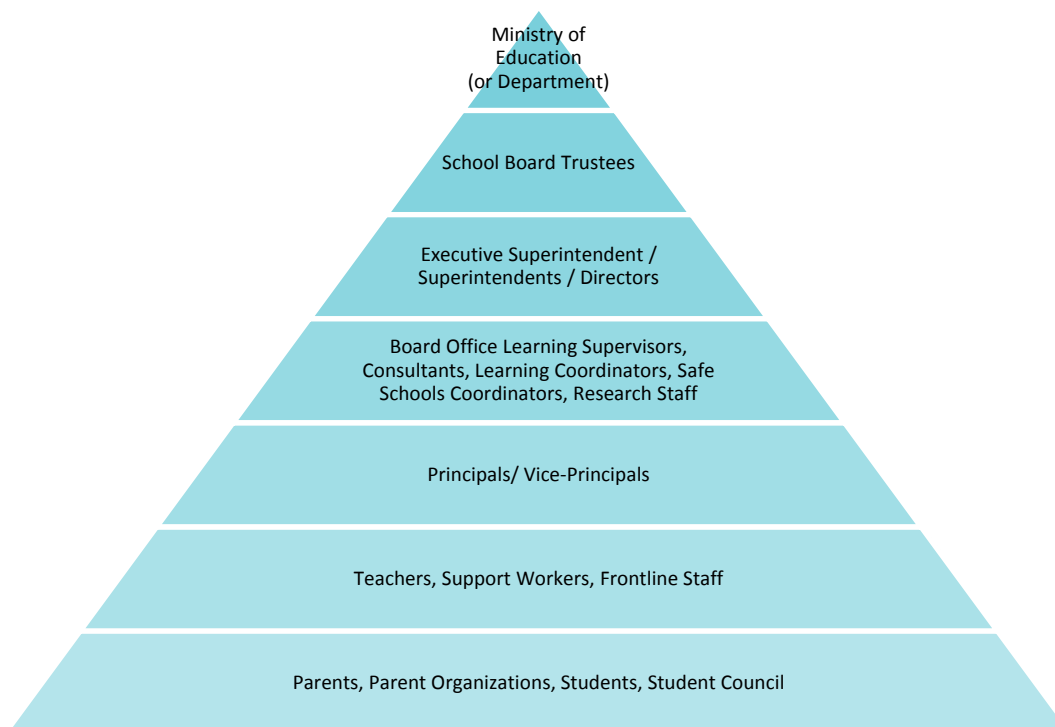 Ministry of
Education
(or Department)
School Board Trustees
Executive Superintendent /
Superintendents / Directors
Board Office Learning Supervisors,
Consultants, Learning Coordinators, Safe
Schools Coordinators, Research Staff
Principals/ Vice-Principals
Teachers, Support Workers, Frontline Staff
Parents, Parent Organizations, Students, Student Council